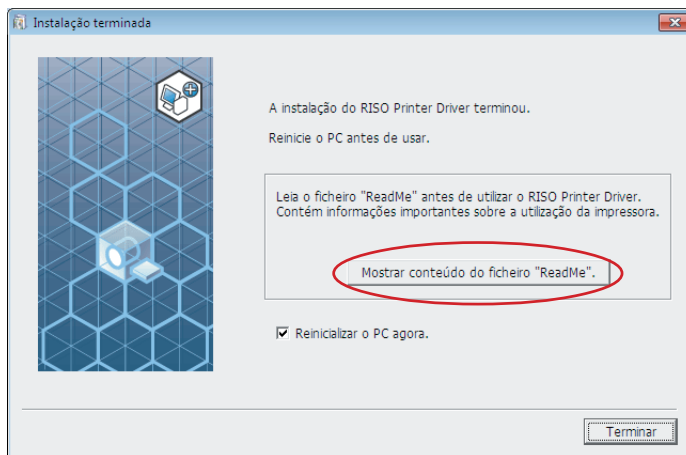 Instalação terminada
A instalação do RISO Printer Driver terminou.
Reinicie o PC antes de usar.
Leia o ficheiro "ReadMe" antes de utilizar o RISO Printer Driver.
Contém informações importantes sobre a utilização da impressora.
Mostrar conteúdo do ficheiro "ReadMe".
Reinicializar o PC agora.
Terminar